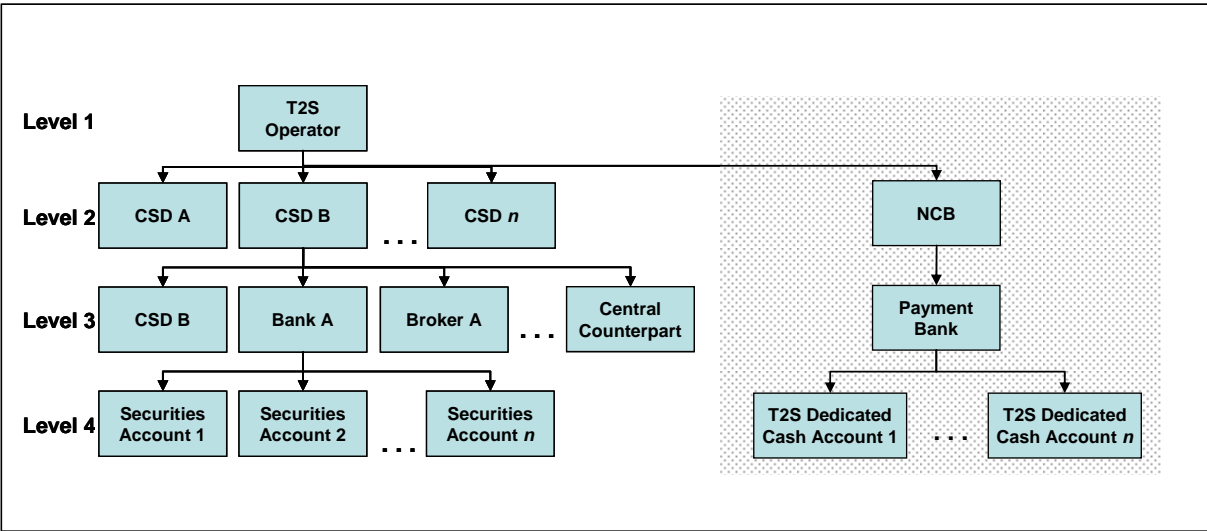 Level 1
T2S
Operator
Level 2
CSD A
CSD B
. . .
CSD n
NCB
Level 3
CSD B
Bank A
Broker A
. . .
Central
Counterpart
Payment
Bank
Level 4
Securities
Account 1
Securities
Account 2
. . .
Securities
Account n
T2S Dedicated
Cash Account 1
. . .
T2S Dedicated
Cash Account n